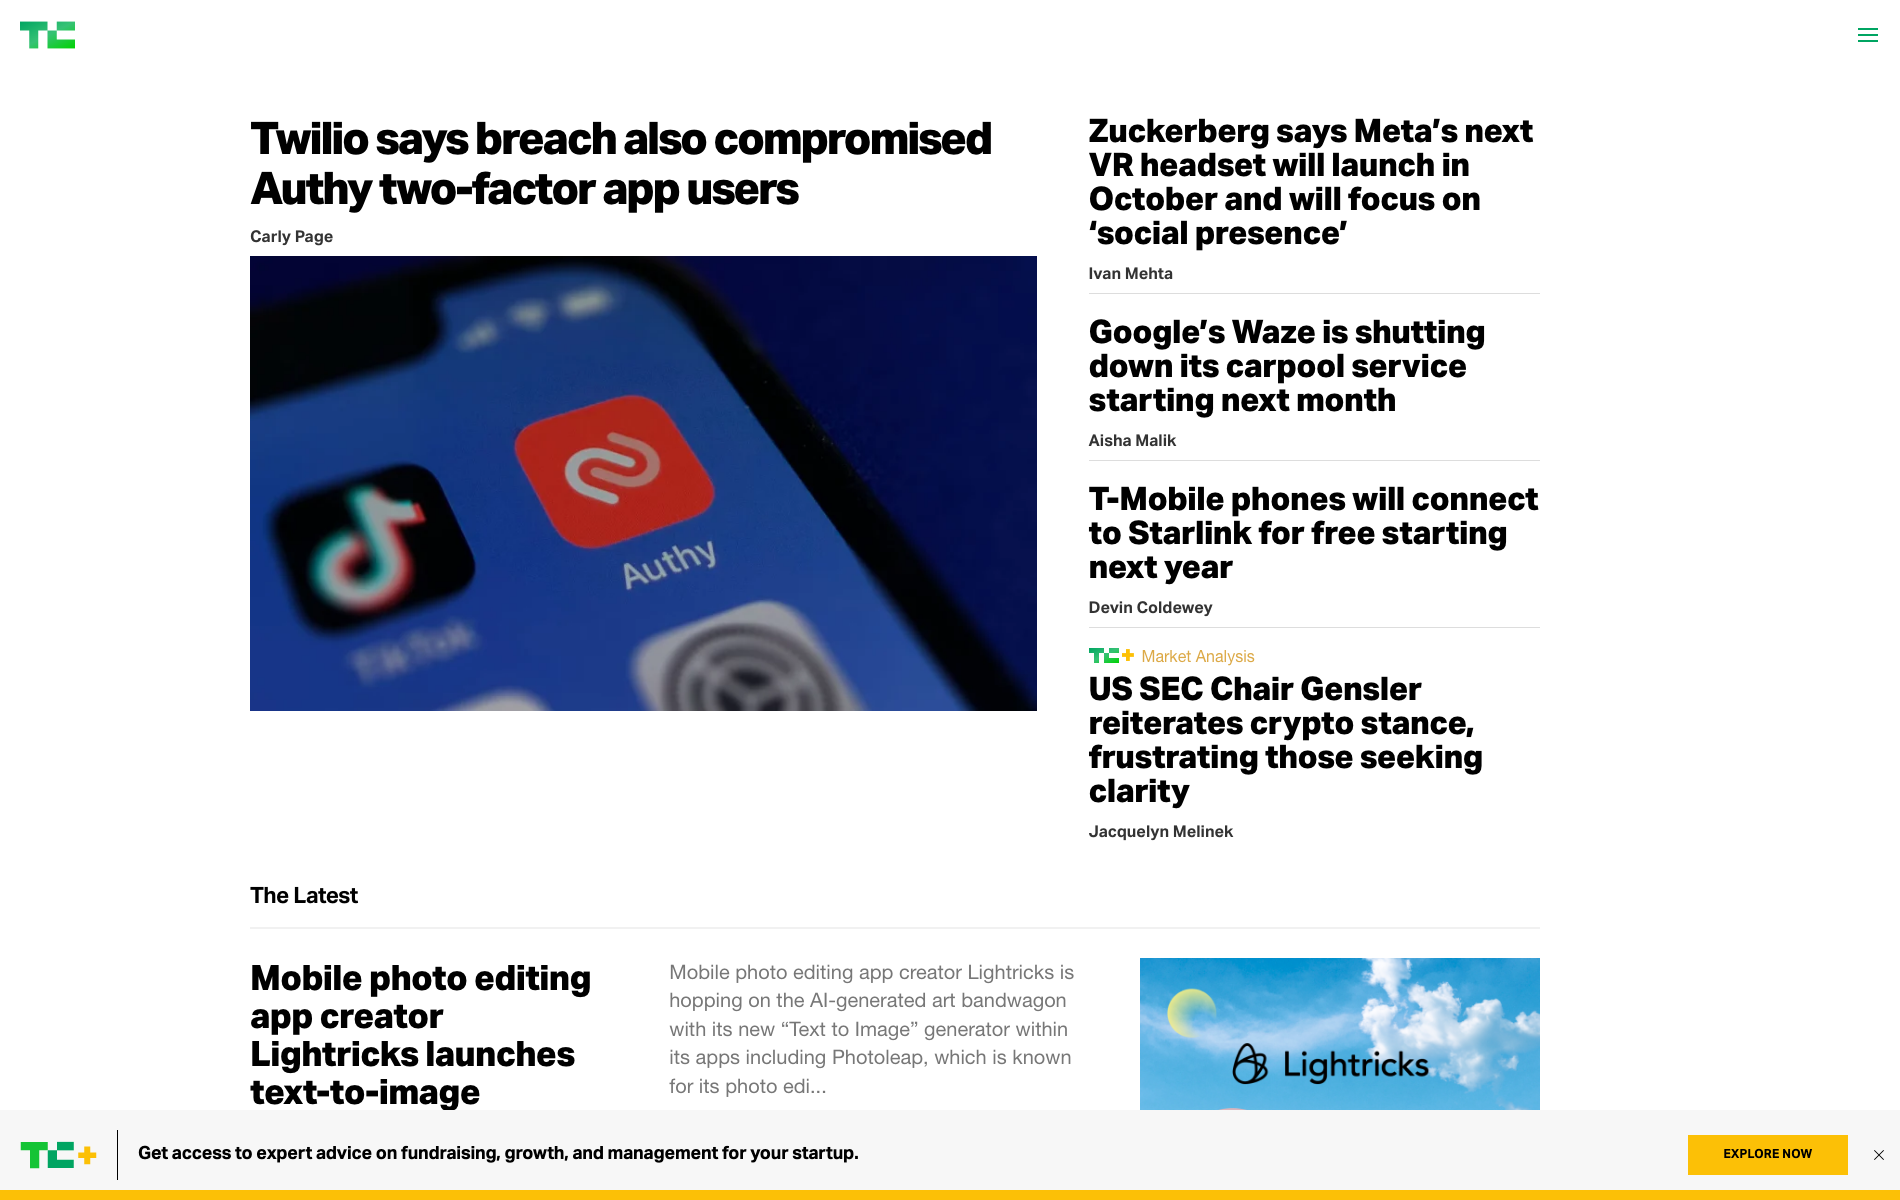 TC
Twilio says breach also compromised
Authy two-factor app users
Carly Page
TikTok
Authy
Zuckerberg says Meta’s next
VR headset will launch in
October and will focus on
‘social presence’
Ivan Mehta
Google’s Waze is shutting
down its carpool service
starting next month
Aisha Malik
T-Mobile phones will connect
to Starlink for free starting
next year
Devin Coldewey
TC+ Market Analysis
US SEC Chair Gensler
reiterates crypto stance,
frustrating those seeking
clarity
Jacquelyn Melinek
The Latest
Mobile photo editing
app creator
Lightricks launches
text-to-image
Mobile photo editing app creator Lightricks is
hopping on the AI-generated art bandwagon
with its new “Text to Image” generator within
its apps including Photoleap, which is known
for its photo edi...
Lightricks
TC+
Get access to expert advice on fundraising, growth, and management for your startup.
EXPLORE NOW